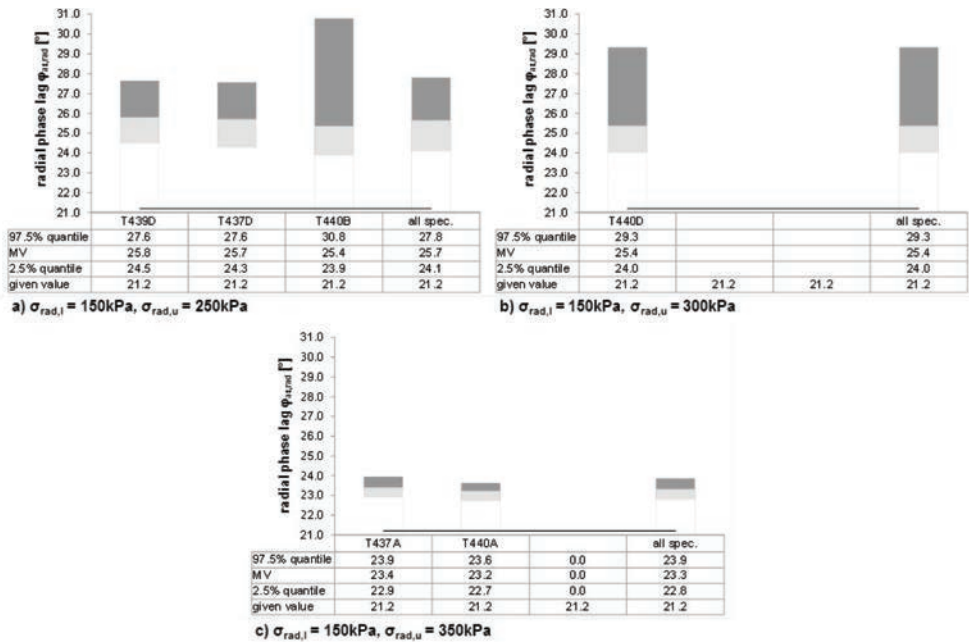 31.0
30.0
29.0
28.0
27.0
26.0
25.0
24.0
23.0
22.0
21.0
radial phase lag φax,rad [°]
T439D T437D T440B all spec.
97.5% quantile 27.6 27.6 30.8 27.8
MV 25.8 25.7 25.4 25.7
2.5% quantile 24.5 24.3 23.9 24.1
given value 21.2 21.2 21.2 21.2
a) σrad,l = 150kPa, σrad,u = 250kPa
31.0
30.0
29.0
28.0
27.0
26.0
25.0
24.0
23.0
22.0
21.0
radial phase lag φax,rad [°]
T440D all spec.
97.5% quantile 29.3 29.3
MV 25.4 25.4
2.5% quantile 24.0 24.0
given value 21.2 21.2 21.2 21.2
b) σrad,l = 150kPa, σrad,u = 300kPa
31.0
30.0
29.0
28.0
27.0
26.0
25.0
24.0
23.0
22.0
21.0
radial phase lag φax,rad [°]
T437A T440A all spec.
97.5% quantile 23.9 23.6 0.0 23.9
MV 23.4 23.2 0.0 23.3
2.5% quantile 22.9 22.7 0.0 22.8
given value 21.2 21.2 21.2 21.2
c) σrad,l = 150kPa, σrad,u = 350kPa